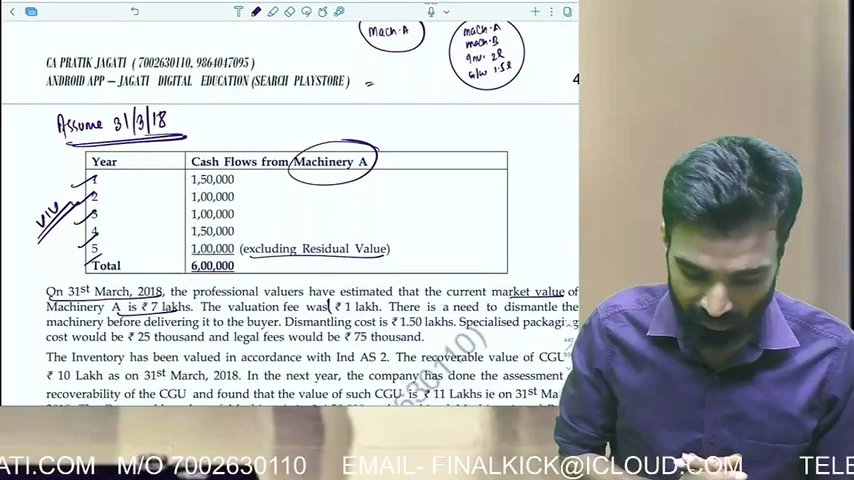 Mach. A
mach. A
mach. B
Inv. 2l
G/W 1.5l
CA PRATIK JAGATI ( 7002630110, 9864047095)
ANDROID APP – JAGATI DIGITAL EDUCATION (SEARCH PLAYSTORE )
4
Assume 31/3/18
Year Cash Flows from Machinery A
1 1,50,000
2 1,00,000
3 1,00,000
4 1,50,000
5 1,00,000 (excluding Residual Value)
Total 6,00,000
VIU
On 31st March, 2018, the professional valuers have estimated that the current market value of
Machinery A is ₹ 7 lakhs. The valuation fee was ₹ 1 lakh. There is a need to dismantle the
machinery before delivering it to the buyer. Dismantling cost is ₹ 1.50 lakhs. Specialised packagi g
cost would be ₹ 25 thousand and legal fees would be ₹ 75 thousand.
The Inventory has been valued in accordance with Ind AS 2. The recoverable value of CGU
₹ 10 Lakh as on 31st March, 2018. In the next year, the company has done the assessment
recoverability of the CGU and found that the value of such CGU is ₹ 11 Lakhs ie on 31st Ma
630110)
ATI.COM M/O 7002630110 EMAIL- FINALKICK@ICLOUD.COM TELE